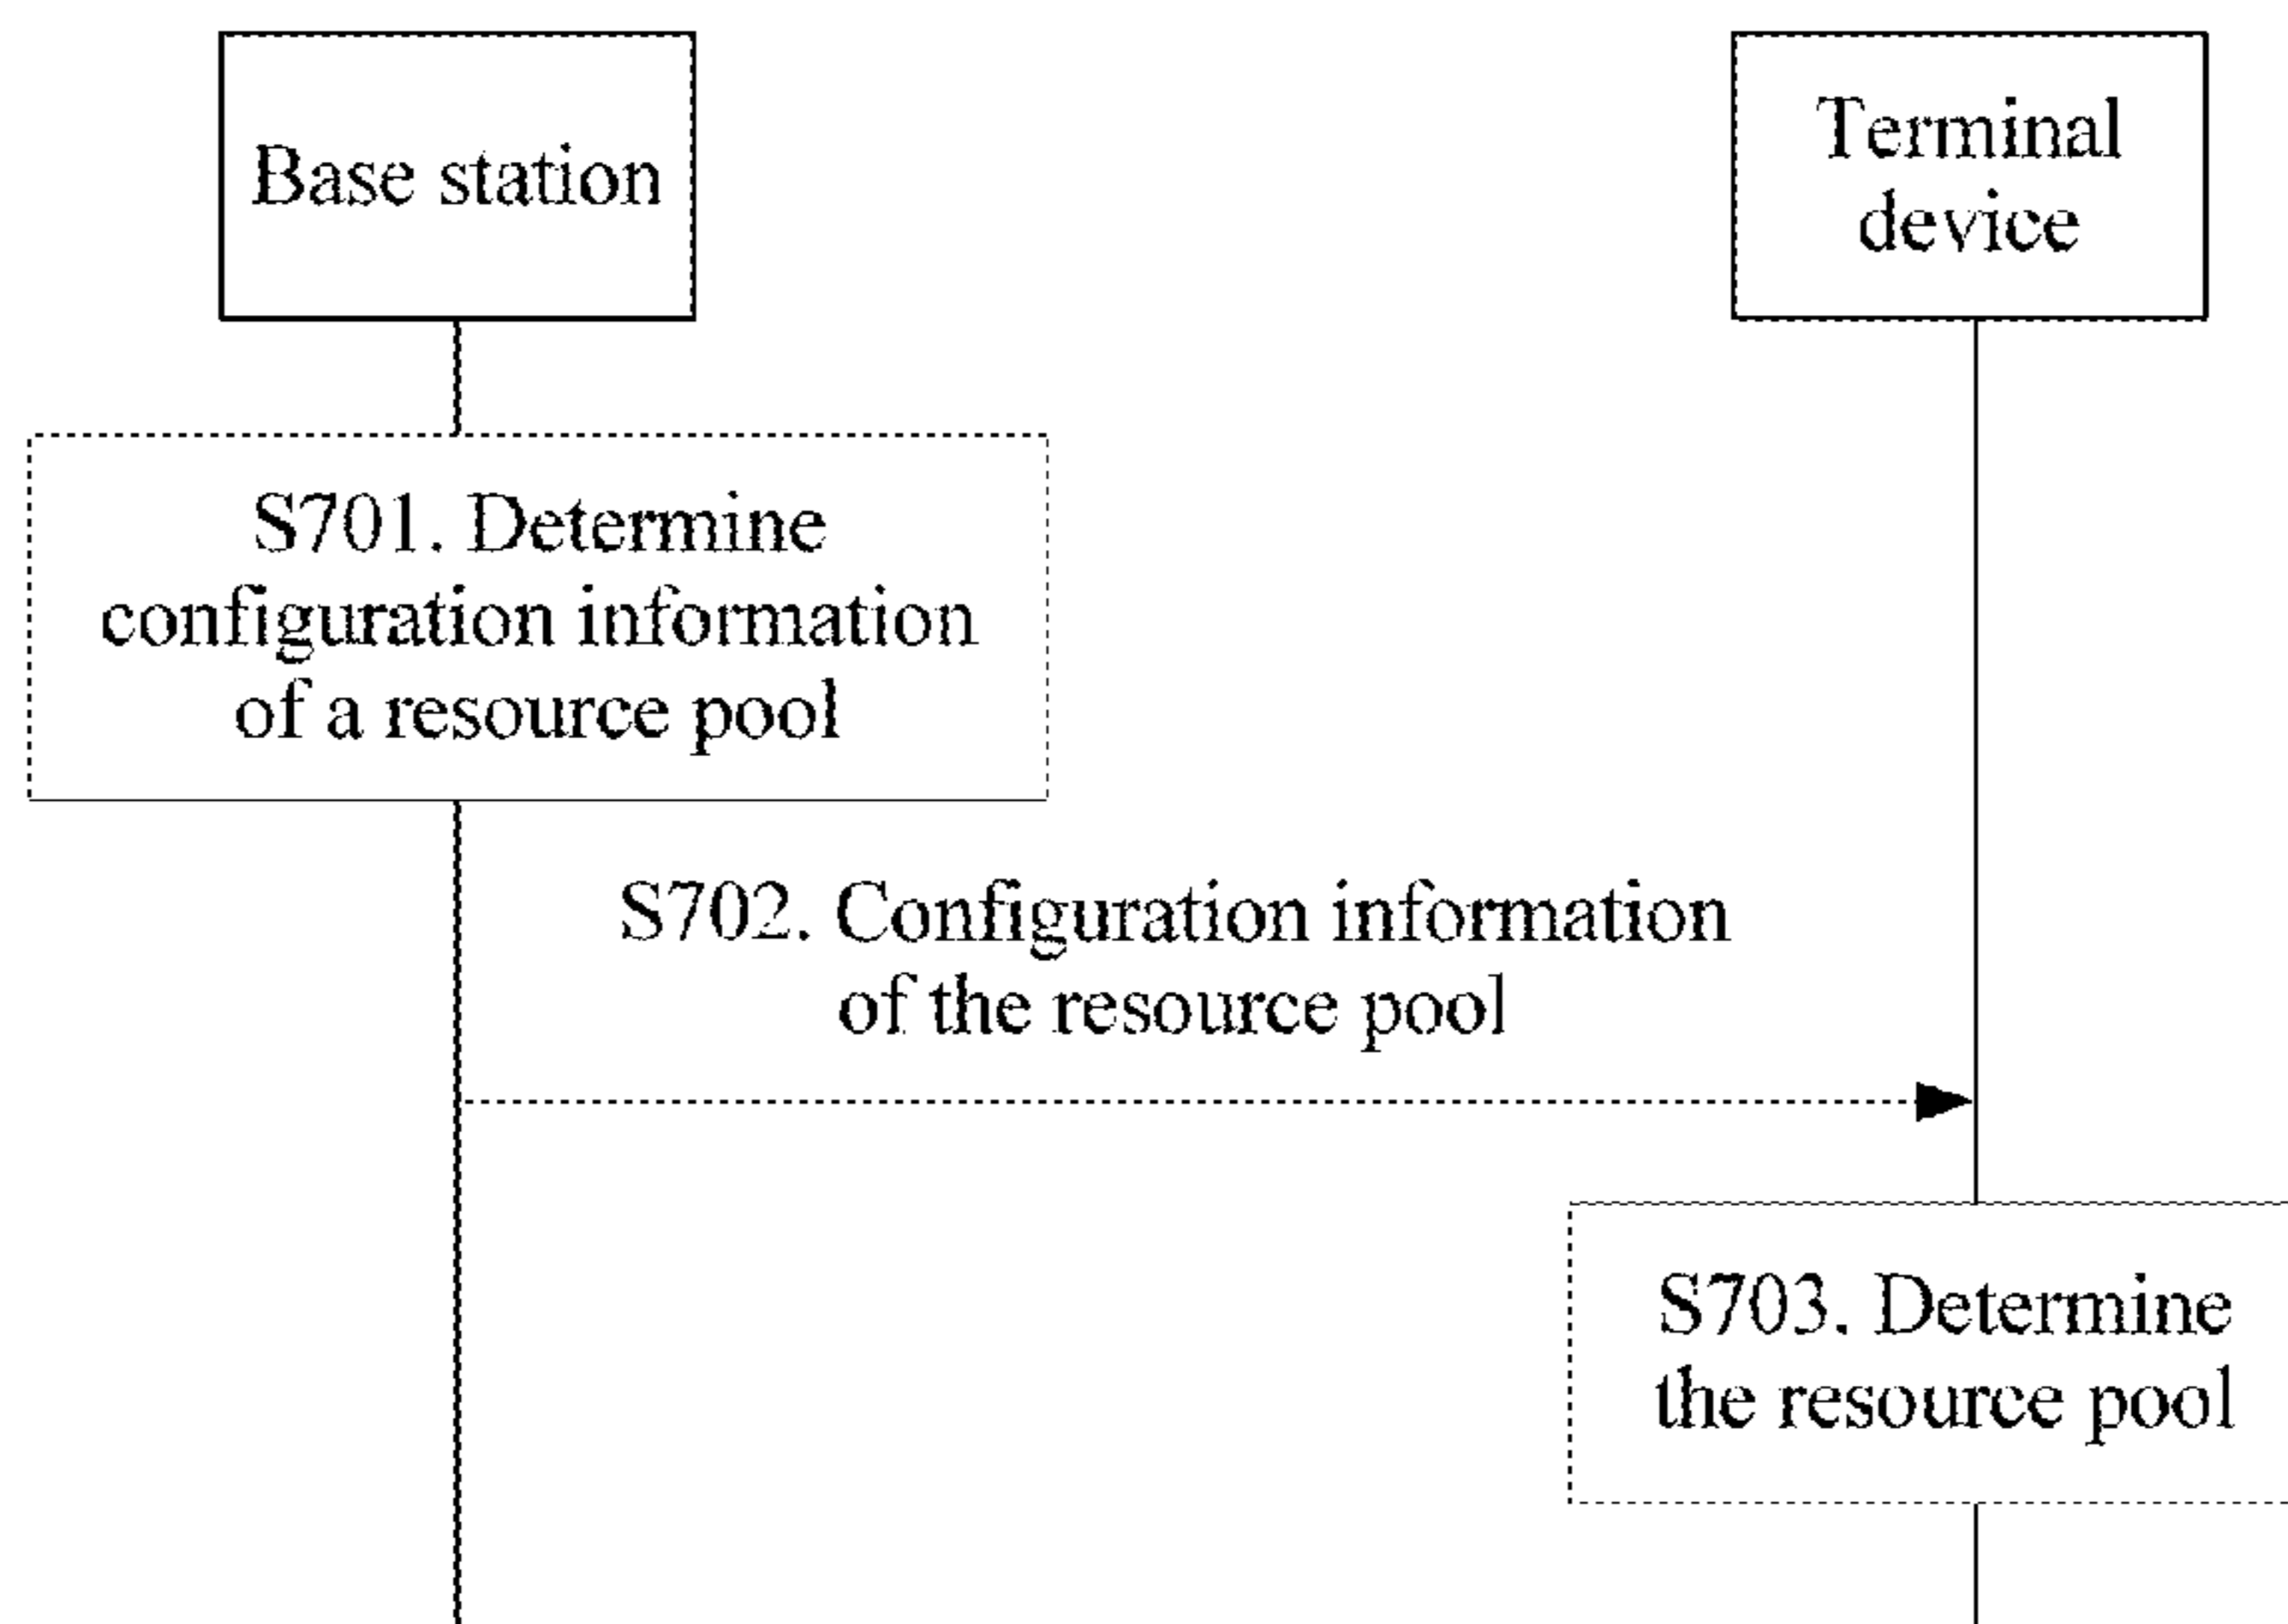 Base station
Terminal
device
S701. Determine
configuration information
of a resource pool
S702. Configuration information
of the resource pool
S703. Determine
the resource pool